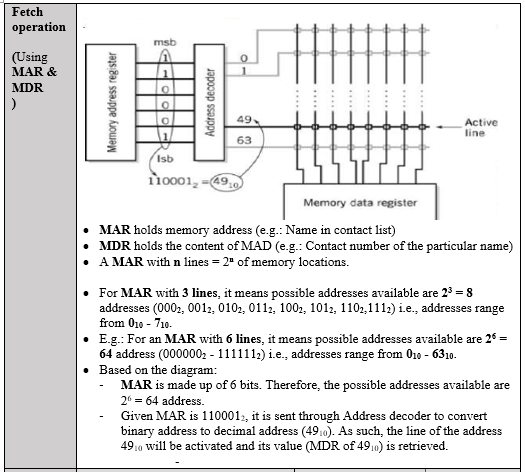 Fetch
operation
(Using
MAR &
MDR
)
msb
Memory address register
1
1
0
0
0
1
lsb
Address decoder
0
1
49
63
110001₂ = 49₁₀
Active
line
Memory data register
• MAR holds memory address (e.g.: Name in contact list)
• MDR holds the content of MAD (e.g.: Contact number of the particular name)
• A MAR with n lines = 2ⁿ of memory locations.
• For MAR with 3 lines, it means possible addresses available are 2³ = 8
addresses (000₂, 001₂, 010₂, 011₂, 100₂, 101₂, 110₂,111₂) i.e., addresses range
from 0₁₀ - 7₁₀.
• E.g.: For an MAR with 6 lines, it means possible addresses available are 2⁶ =
64 address (000000₂ - 111111₂) i.e., addresses range from 0₁₀ - 63₁₀.
• Based on the diagram:
- MAR is made up of 6 bits. Therefore, the possible addresses available are
2⁶ = 64 address.
- Given MAR is 110001₂, it is sent through Address decoder to convert
binary address to decimal address (49₁₀). As such, the line of the address
49₁₀ will be activated and its value (MDR of 49₁₀) is retrieved.
-